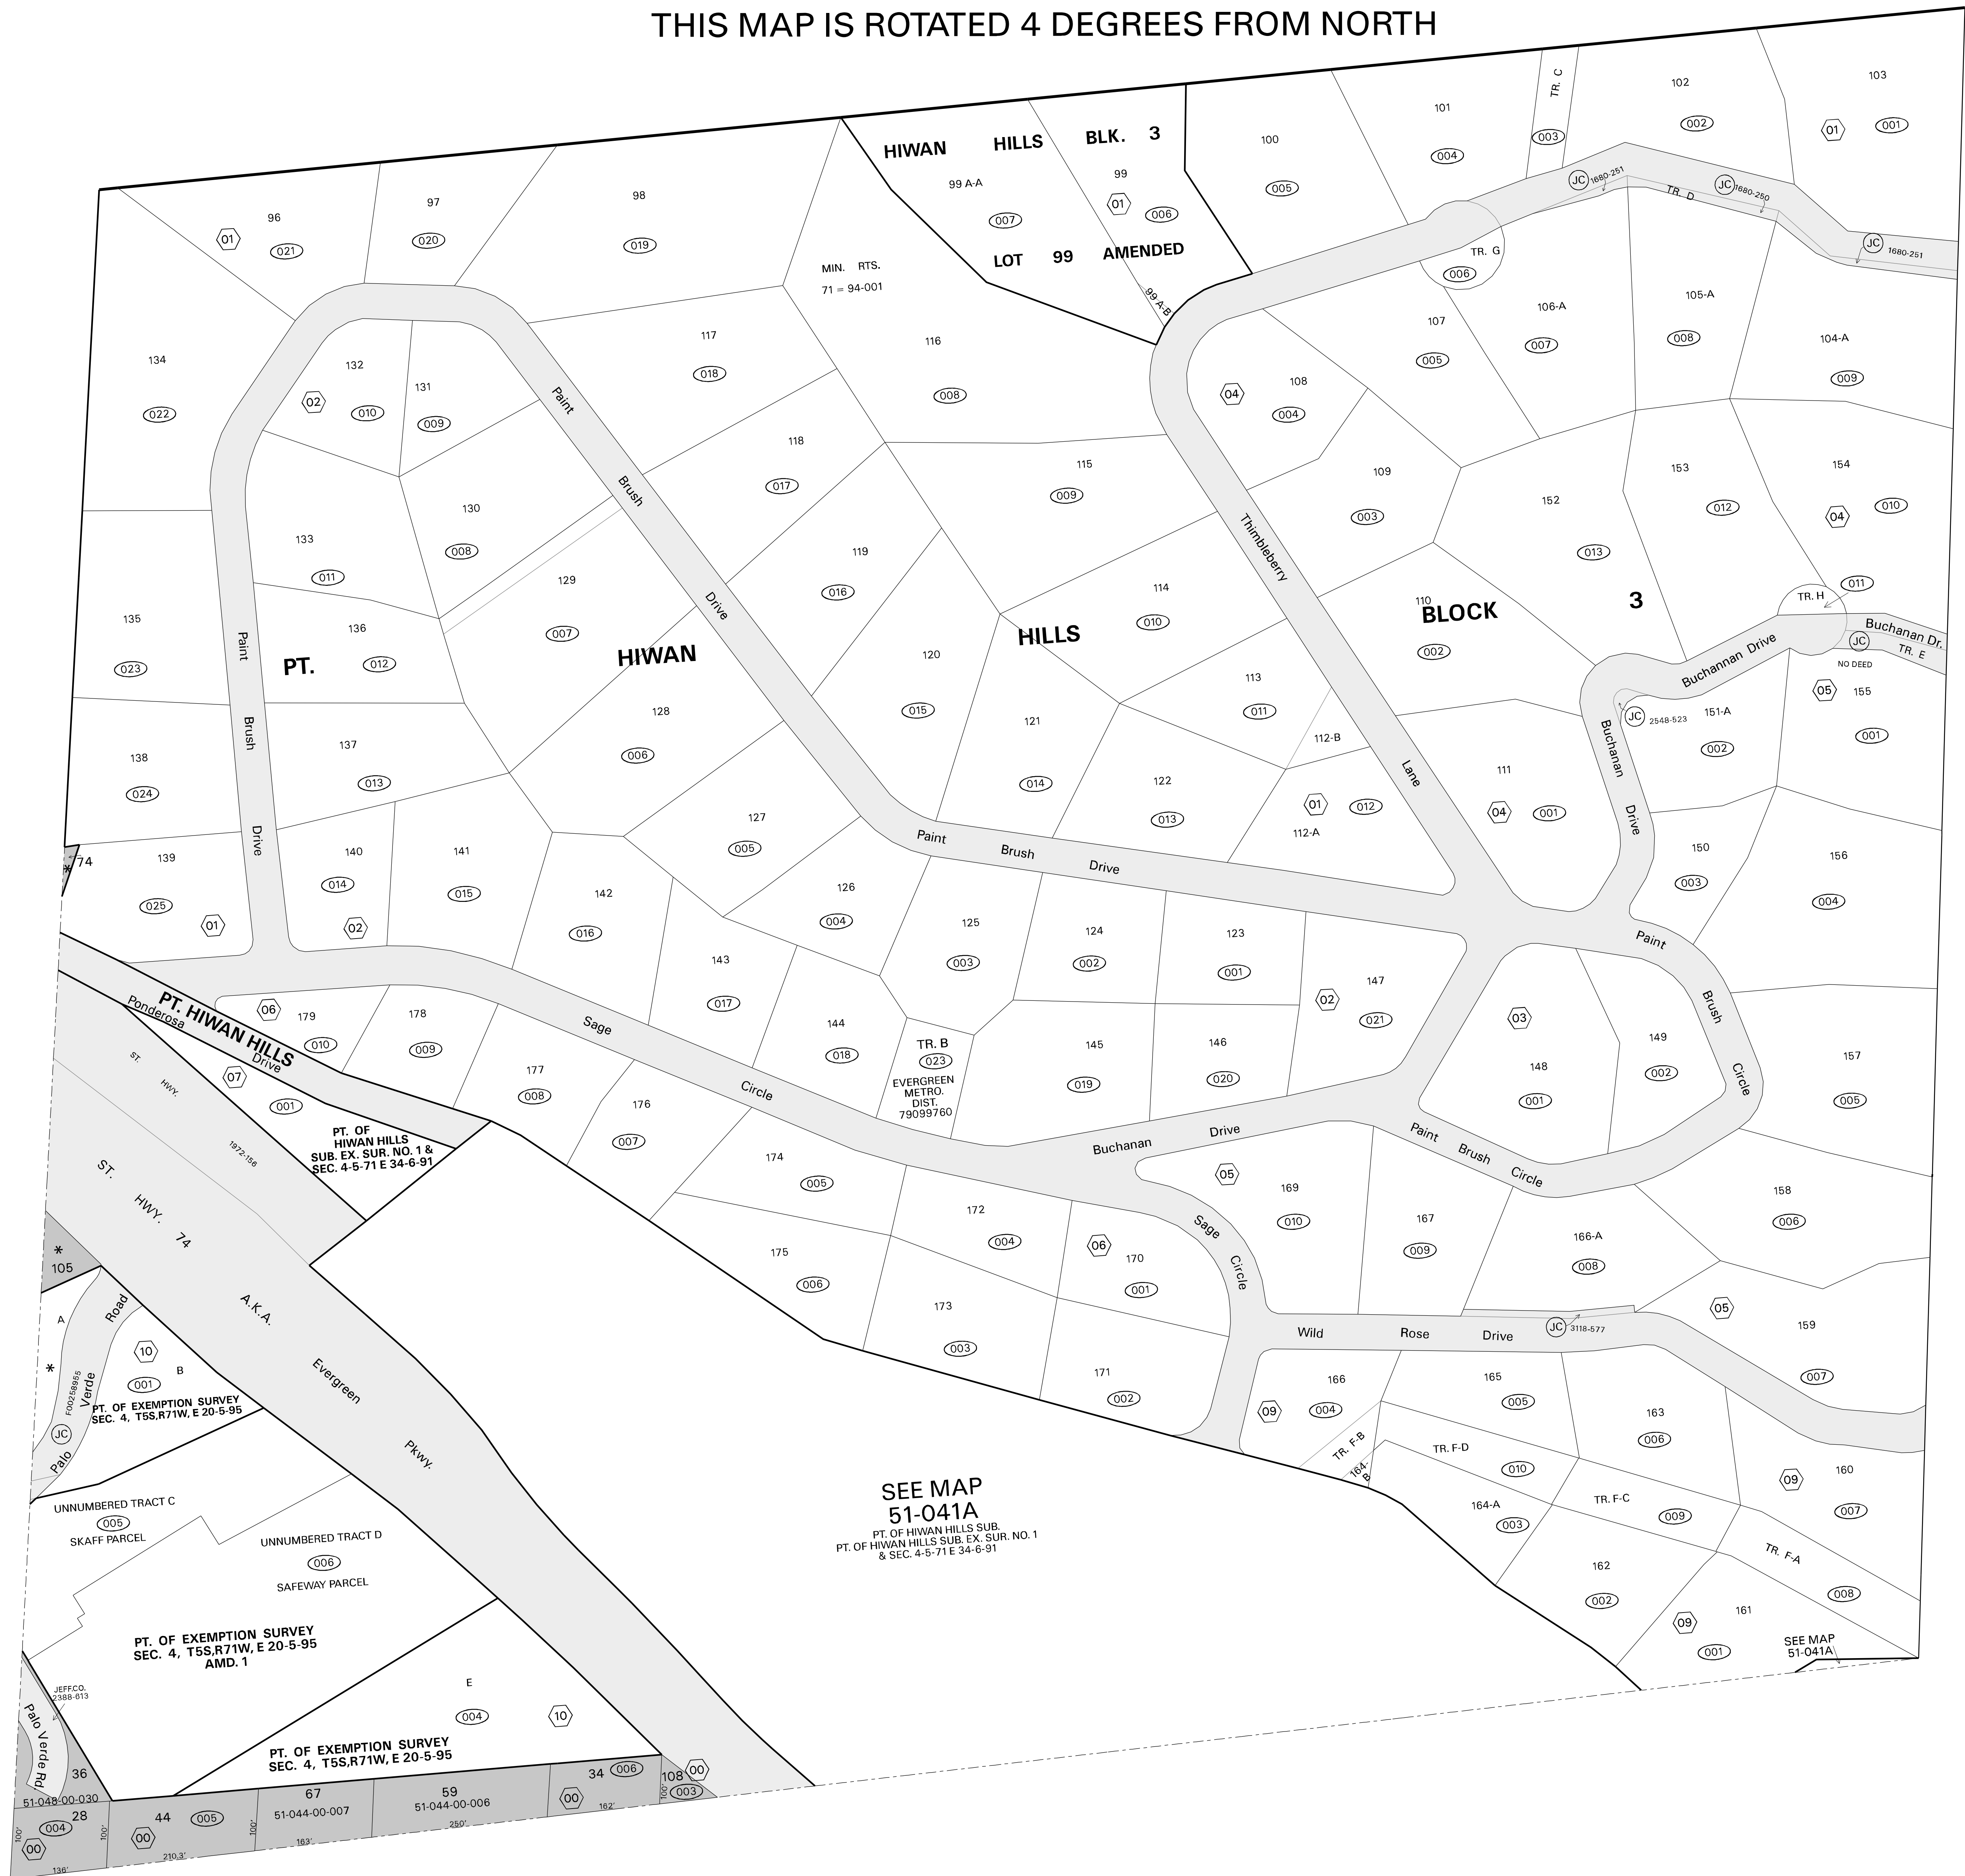 THIS MAP IS ROTATED 4 DEGREES FROM NORTH
103
01
001
102
002
TR. C
003
101
004
100
005
HIWAN HILLS BLK. 3
99 A-A
007
99
01
006
LOT 99 AMENDED
99 A-B
JC 1680-251
JC 1680-250
TR. D
JC 1680-251
TR. G
006
96
01
021
97
020
98
019
MIN. RTS.
71 = 94-001
134
022
132
02
010
131
009
117
018
116
008
04
108
004
107
005
106-A
007
105-A
008
104-A
009
Paint Brush Drive
118
017
115
009
Thimbleberry Lane
109
003
152
013
153
012
154
04
010
133
011
130
008
129
007
119
016
114
010
110
002
BLOCK 3
TR. H
011
Buchanan Dr.
JC
TR. E
NO DEED
Buchannan Drive
135
023
Paint Brush Drive
136
012
PT. HIWAN HILLS
120
015
113
011
112-B
JC 2548-523
151-A
002
05
155
001
138
024
137
013
128
006
121
014
122
013
01
012
112-A
111
04
001
Buchanan Drive
150
003
156
004
74
*
139
025
01
140
014
02
141
015
142
016
127
005
126
004
Paint Brush Drive
125
003
124
002
123
001
02
147
021
Paint Brush Circle
03
148
001
149
002
157
005
PT. HIWAN HILLS
Ponderosa Drive
06
179
010
178
009
Sage Circle
143
017
144
018
TR. B
023
EVERGREEN
METRO.
DIST.
79099760
145
019
146
020
07
001
PT. OF
HIWAN HILLS
SUB. EX. SUR. NO. 1 &
SEC. 4-5-71 E 34-6-91
ST. HWY.
1972-156
177
008
176
007
174
005
Buchanan Drive
Paint Brush Circle
05
169
010
167
009
166-A
008
158
006
ST. HWY. 74
A.K.A.
Evergreen Pkwy.
175
006
172
004
173
003
06
170
001
171
002
Sage Circle
Wild Rose Drive
JC 3118-577
05
159
007
*
105
A
*
Palo Verde Road
F00258955
JC
10
B
001
PT. OF EXEMPTION SURVEY
SEC. 4, T5S,R71W, E 20-5-95
09
166
004
165
005
163
006
TR. F-B
164-
B
TR. F-D
010
164-A
003
TR. F-C
009
09
160
007
TR. F-A
008
162
002
09
161
001
SEE MAP
51-041A
UNNUMBERED TRACT C
005
SKAFF PARCEL
UNNUMBERED TRACT D
006
SAFEWAY PARCEL
SEE MAP
51-041A
PT. OF HIWAN HILLS SUB.
PT. OF HIWAN HILLS SUB. EX. SUR. NO. 1
& SEC. 4-5-71 E 34-6-91
PT. OF EXEMPTION SURVEY
SEC. 4, T5S,R71W, E 20-5-95
AMD. 1
JEFF.CO.
2388-613
Palo Verde Rd
E
004
10
PT. OF EXEMPTION SURVEY
SEC. 4, T5S,R71W, E 20-5-95
36
51-048-00-030
28
004
00
100'
136'
100'
44
005
00
210.3'
100'
67
51-044-00-007
163'
59
51-044-00-006
250'
34
006
00
162'
100'
108
00
003